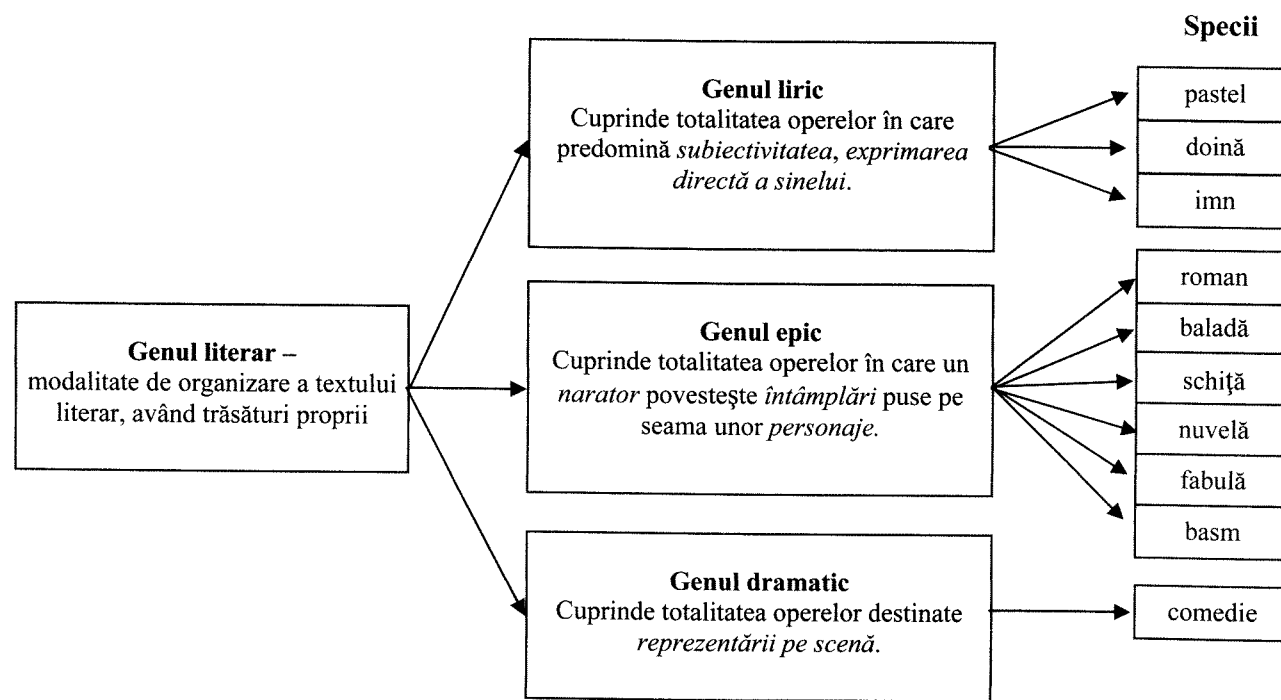 Specii
Genul liric
Cuprinde totalitatea operelor în care
predomină subiectivitatea, exprimarea
directă a sinelui.
pastel
doină
imn
Genul literar –
modalitate de organizare a textului
literar, având trăsături proprii
Genul epic
Cuprinde totalitatea operelor în care un
narator povesteşte întâmplări puse pe
seama unor personaje.
roman
baladă
schiţă
nuvelă
fabulă
basm
Genul dramatic
Cuprinde totalitatea operelor destinate
reprezentării pe scenă.
comedie